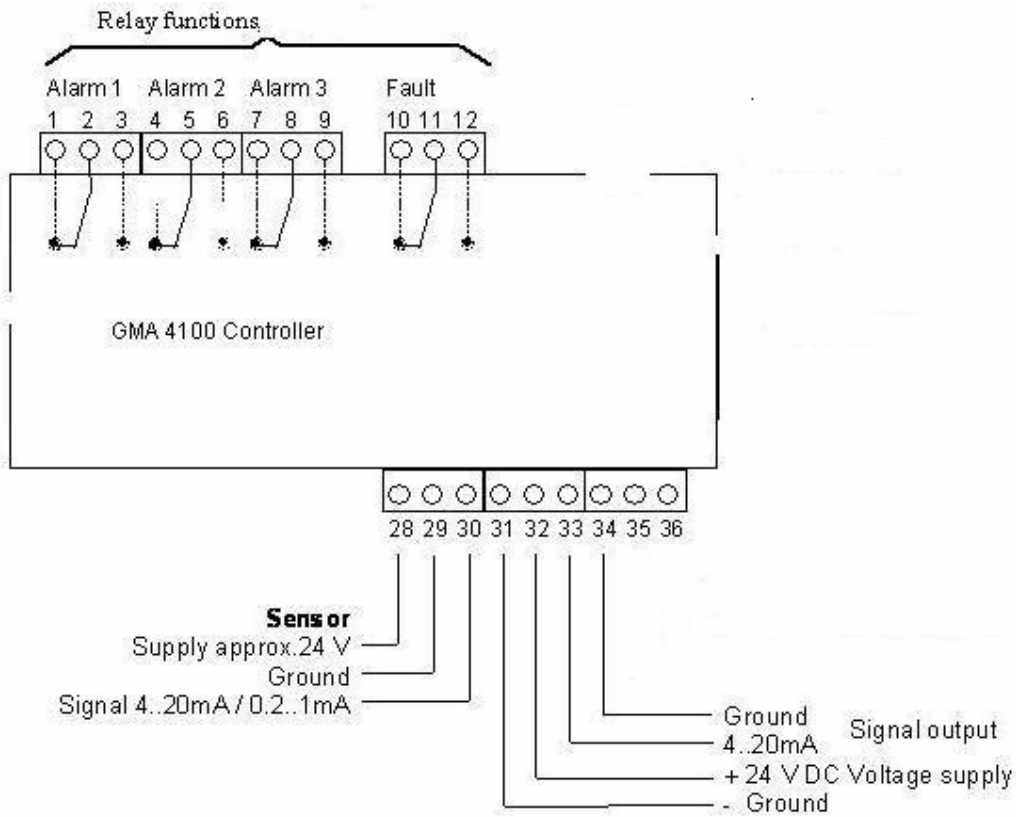 Relay functions
Alarm 1 Alarm 2 Alarm 3 Fault
1 2 3 4 5 6 7 8 9 10 11 12
GMA 4100 Controller
28 29 30 31 32 33 34 35 36
Sensor
Supply approx.24 V
Ground
Signal 4..20mA / 0.2..1mA
Ground
4..20mA
Signal output
+ 24 V DC Voltage supply
- Ground